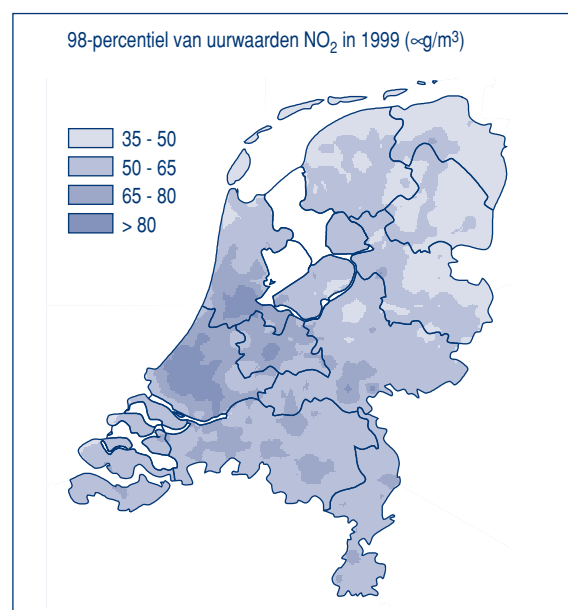 98-percentiel van uurwaarden NO₂ in 1999 (∝g/m³)
35 - 50
50 - 65
65 - 80
> 80